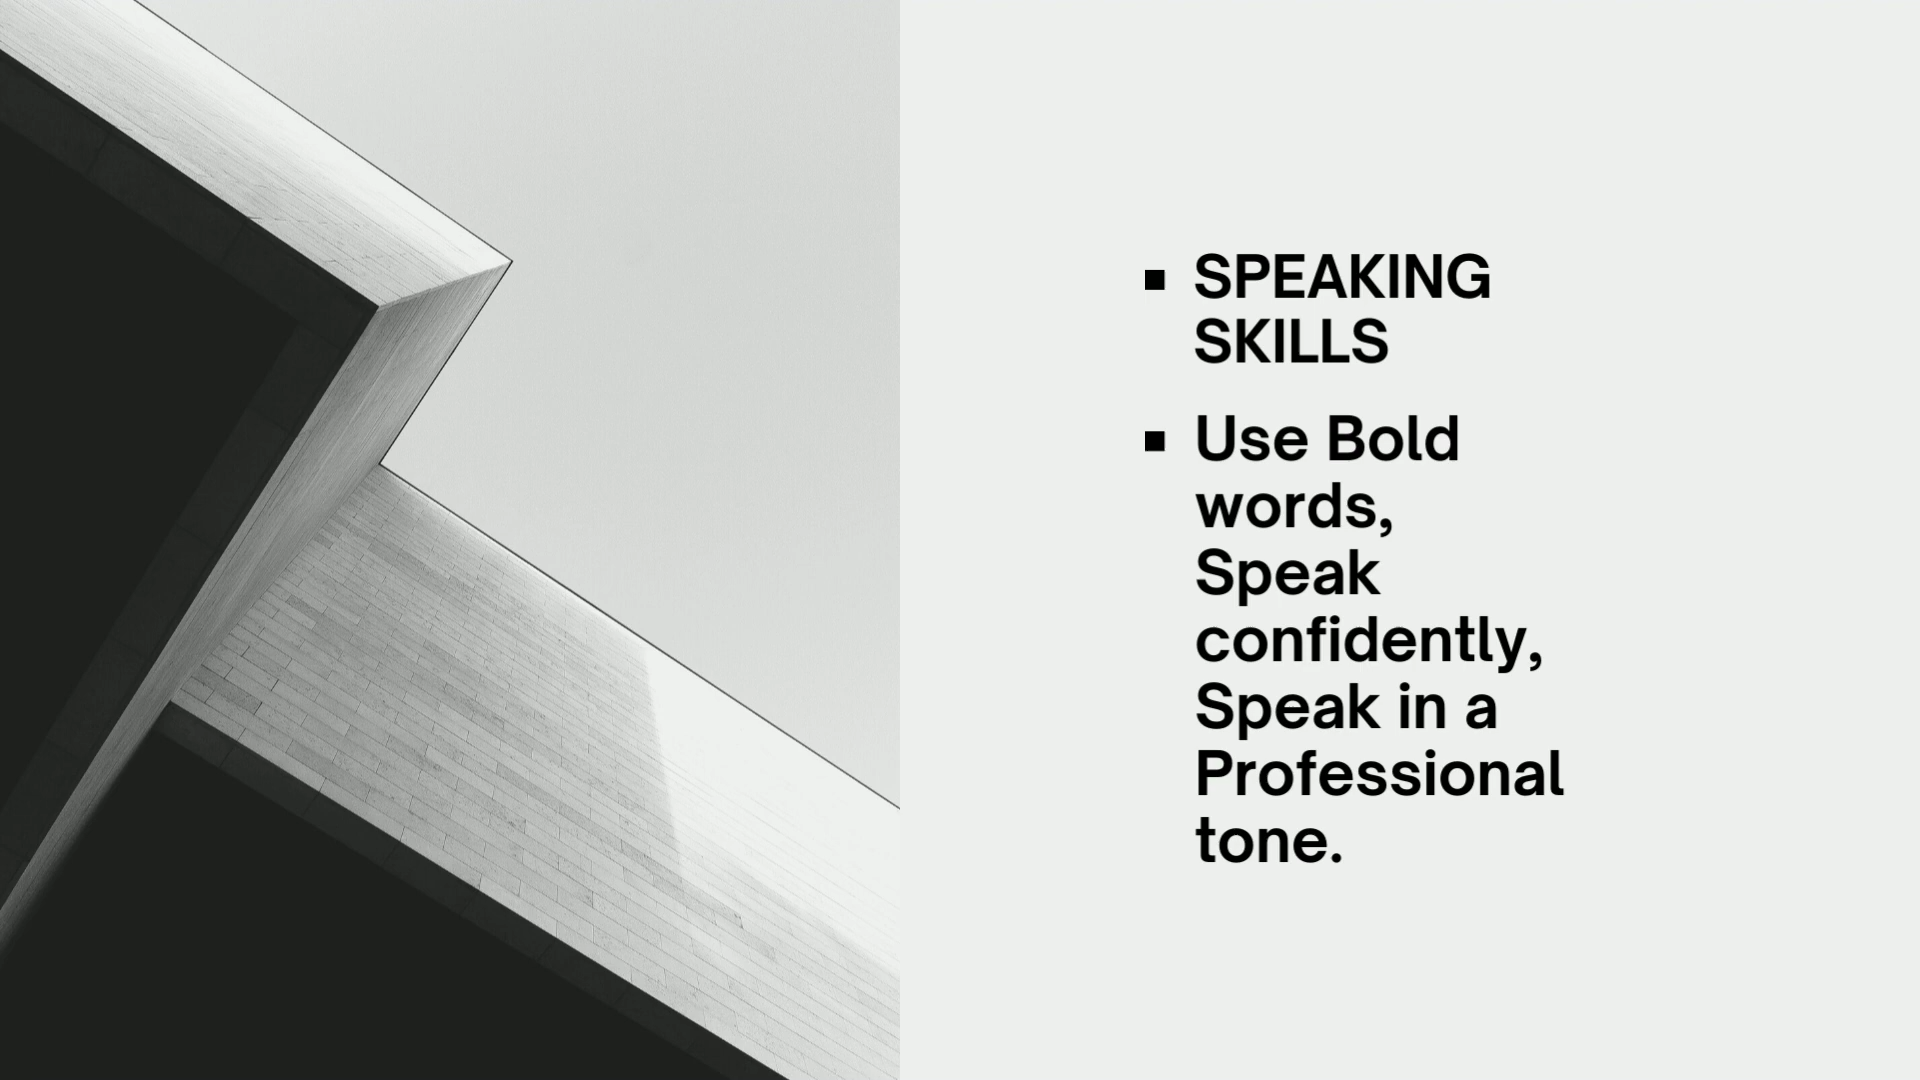 SPEAKING
SKILLS
Use Bold
words,
Speak
confidently,
Speak in a
Professional
tone.